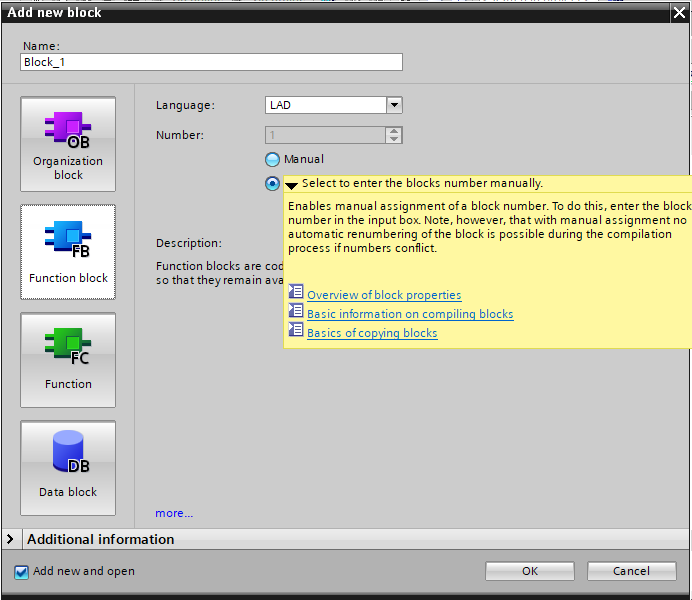 Add new block
Name:
Block_1
OB
Organization
block
FB
Function block
FC
Function
DB
Data block
Language:
LAD
Number:
1
Manual
Select to enter the blocks number manually.
Enables manual assignment of a block number. To do this, enter the block
number in the input box. Note, however, that with manual assignment no
automatic renumbering of the block is possible during the compilation
process if numbers conflict.
Overview of block properties
Basic information on compiling blocks
Basics of copying blocks
Description:
Function blocks are cod
so that they remain ava
more...
Additional information
Add new and open
OK
Cancel